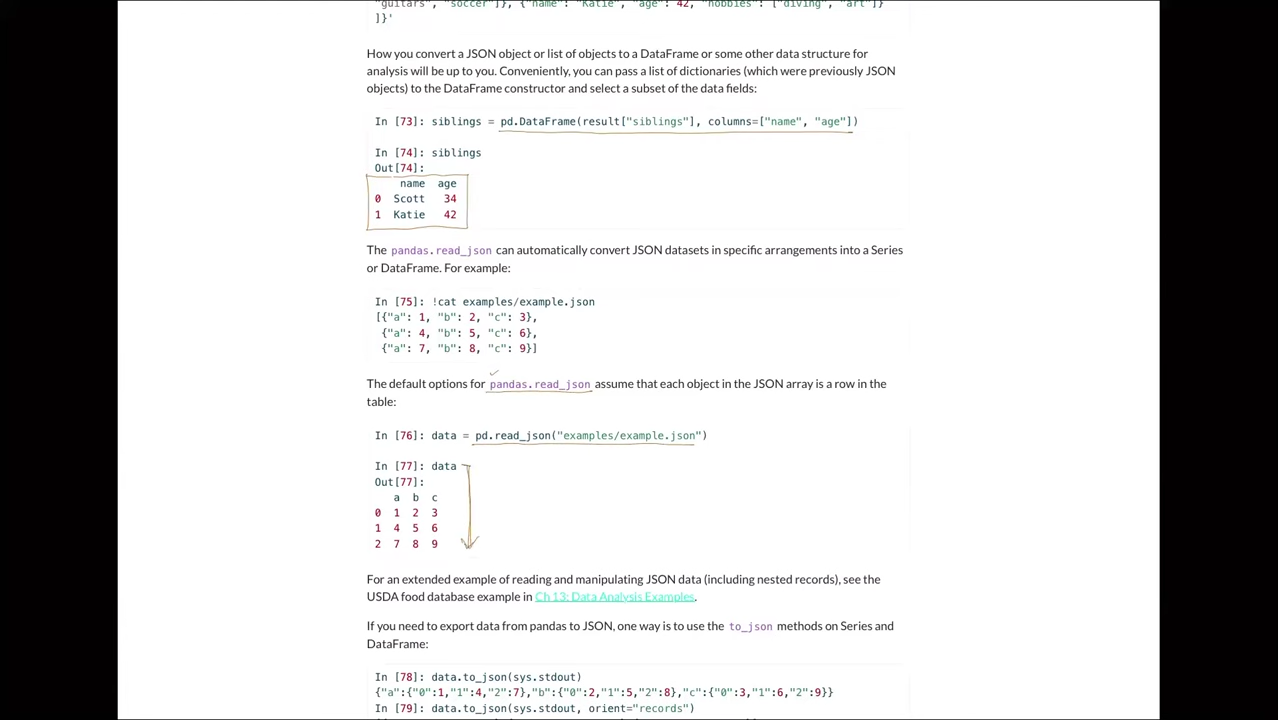 "guitars", "soccer"]}, {"name": "Katie", "age": 42, "hobbies": ["diving", "art"]}
]}'
How you convert a JSON object or list of objects to a DataFrame or some other data structure for
analysis will be up to you. Conveniently, you can pass a list of dictionaries (which were previously JSON
objects) to the DataFrame constructor and select a subset of the data fields:
In [73]: siblings = pd.DataFrame(result["siblings"], columns=["name", "age"])
In [74]: siblings
Out[74]:
name age
0 Scott 34
1 Katie 42
The pandas.read_json can automatically convert JSON datasets in specific arrangements into a Series
or DataFrame. For example:
In [75]: !cat examples/example.json
[{"a": 1, "b": 2, "c": 3},
{"a": 4, "b": 5, "c": 6},
{"a": 7, "b": 8, "c": 9}]
The default options for pandas.read_json assume that each object in the JSON array is a row in the
table:
In [76]: data = pd.read_json("examples/example.json")
In [77]: data
Out[77]:
a b c
0 1 2 3
1 4 5 6
2 7 8 9
For an extended example of reading and manipulating JSON data (including nested records), see the
USDA food database example in Ch 13: Data Analysis Examples.
If you need to export data from pandas to JSON, one way is to use the to_json methods on Series and
DataFrame:
In [78]: data.to_json(sys.stdout)
{"a":{"0":1,"1":4,"2":7},"b":{"0":2,"1":5,"2":8},"c":{"0":3,"1":6,"2":9}}
In [79]: data.to_json(sys.stdout, orient="records")